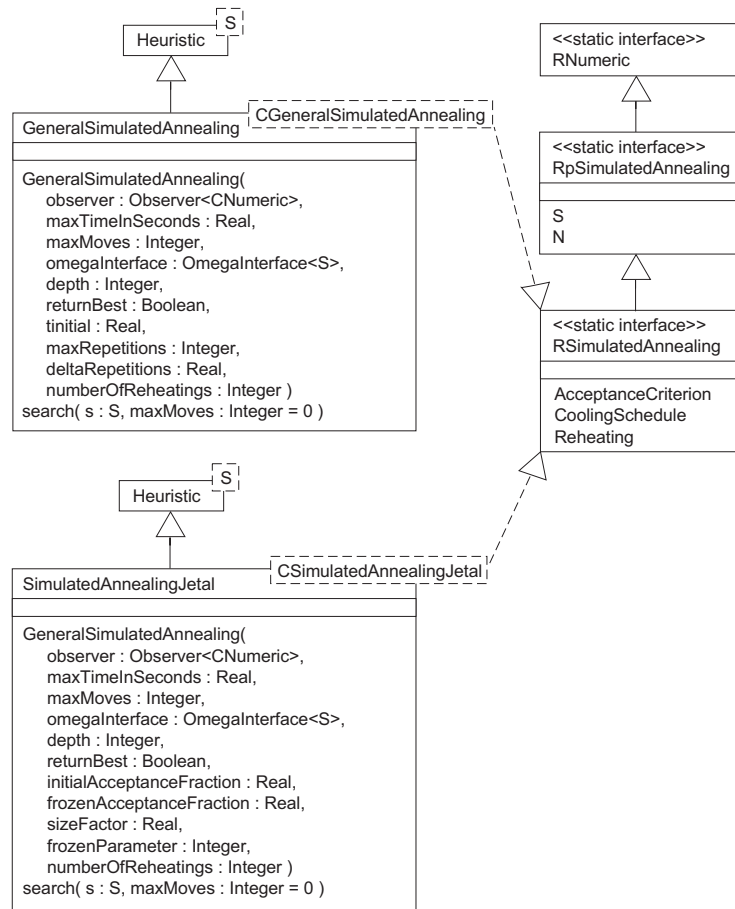 S
Heuristic
GeneralSimulatedAnnealing
CGeneralSimulatedAnnealing
GeneralSimulatedAnnealing(
observer : Observer<CNumeric>,
maxTimeInSeconds : Real,
maxMoves : Integer,
omegaInterface : OmegaInterface<S>,
depth : Integer,
returnBest : Boolean,
tinitial : Real,
maxRepetitions : Integer,
deltaRepetitions : Real,
numberOfReheatings : Integer )
search( s : S, maxMoves : Integer = 0 )
<<static interface>>
RNumeric
<<static interface>>
RpSimulatedAnnealing
S
N
<<static interface>>
RSimulatedAnnealing
AcceptanceCriterion
CoolingSchedule
Reheating
S
Heuristic
SimulatedAnnealingJetal
CSimulatedAnnealingJetal
GeneralSimulatedAnnealing(
observer : Observer<CNumeric>,
maxTimeInSeconds : Real,
maxMoves : Integer,
omegaInterface : OmegaInterface<S>,
depth : Integer,
returnBest : Boolean,
initialAcceptanceFraction : Real,
frozenAcceptanceFraction : Real,
sizeFactor : Real,
frozenParameter : Integer,
numberOfReheatings : Integer )
search( s : S, maxMoves : Integer = 0 )